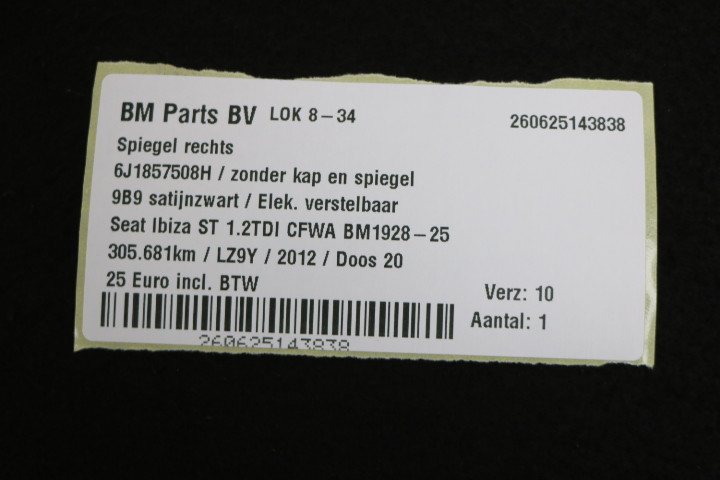 BM Parts BV LOK 8-34 260625143838
Spiegel rechts
6J1857508H / zonder kap en spiegel
9B9 satijnzwart / Elek. verstelbaar
Seat Ibiza ST 1.2TDI CFWA BM1928-25
305.681km / LZ9Y / 2012 / Doos 20
25 Euro incl. BTW
Verz: 10
Aantal: 1
260625143838